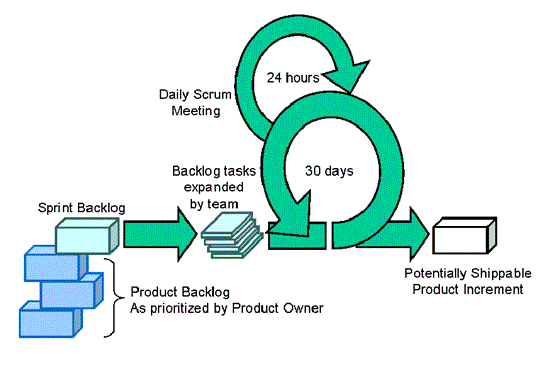 24 hours
Daily Scrum
Meeting
Backlog tasks
expanded
by team
30 days
Sprint Backlog
Potentially Shippable
Product Increment
Product Backlog
As prioritized by Product Owner